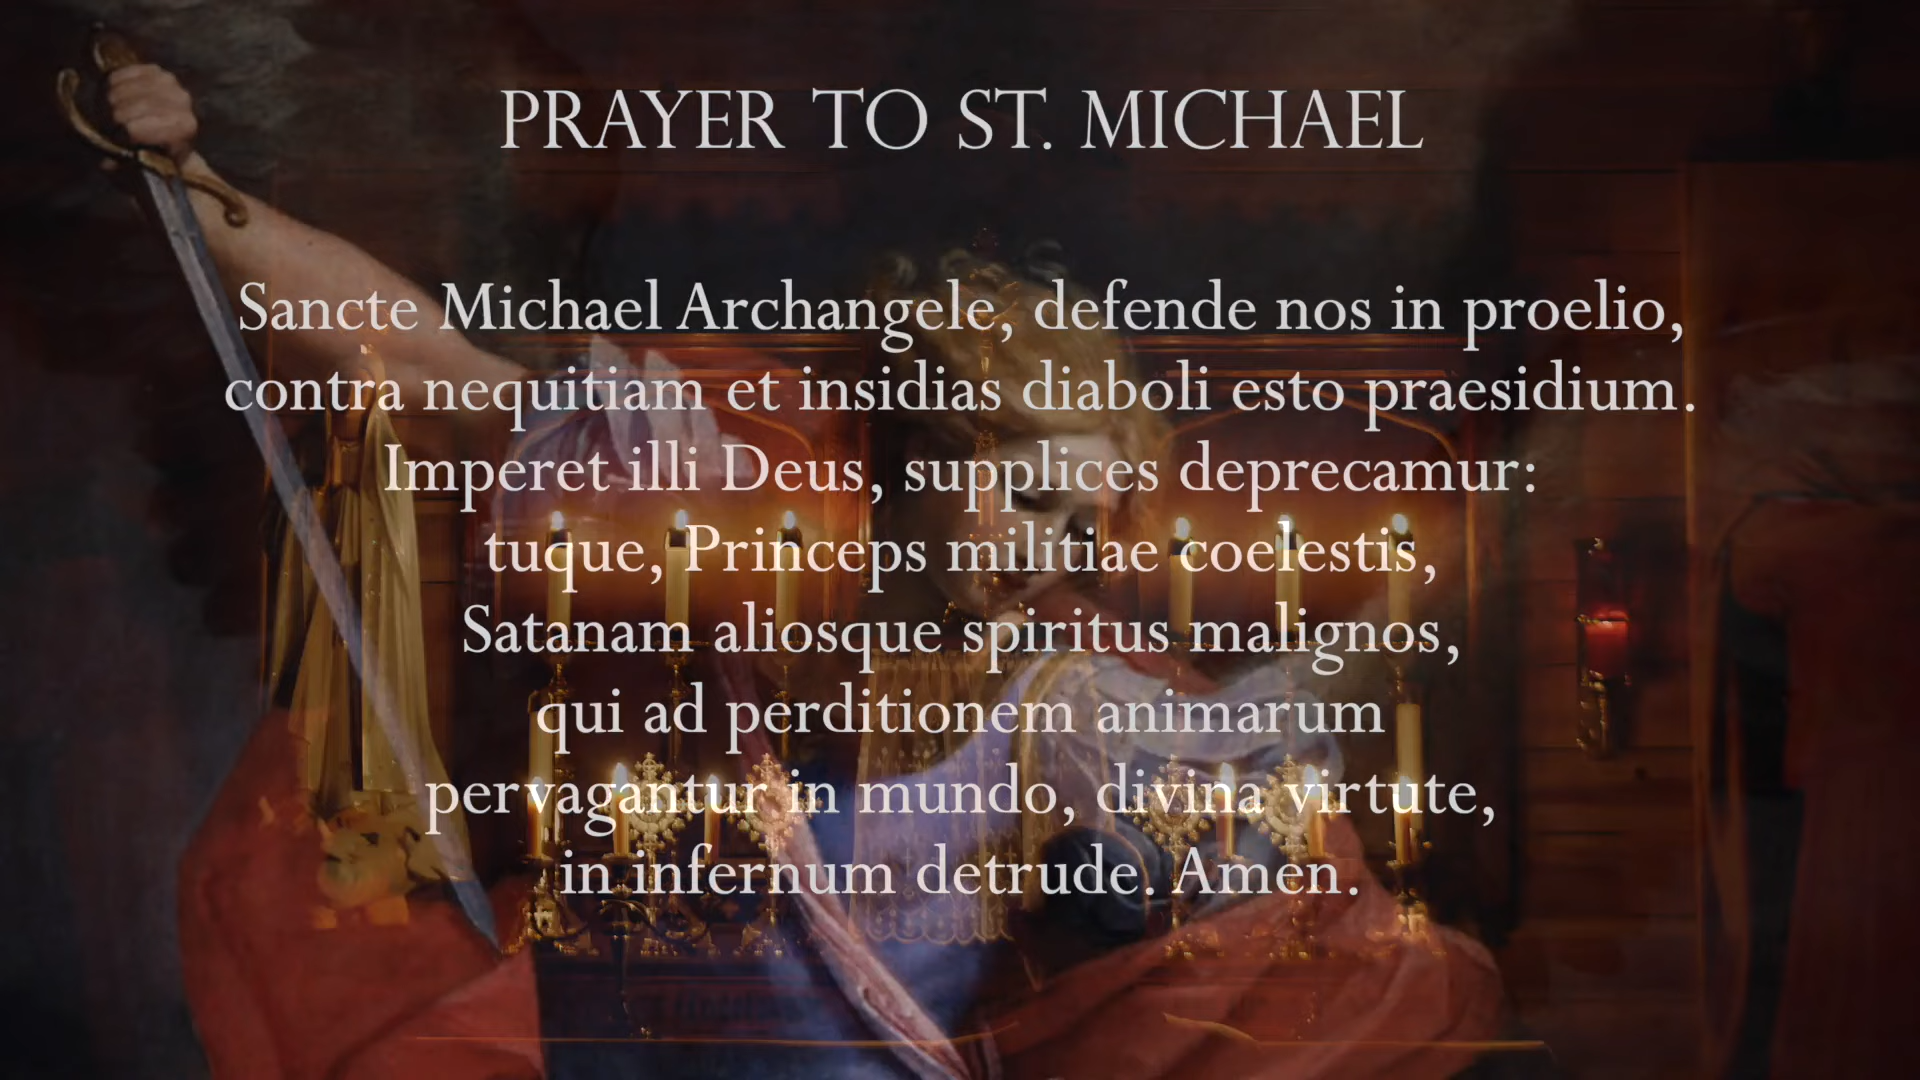 PRAYER TO ST. MICHAEL
Sancte Michael Archangele, defende nos in proelio,
contra nequitiam et insidias diaboli esto praesidium.
Imperet illi Deus, supplices deprecamur:
tuque, Princeps militiae coelestis,
Satanam aliosque spiritus malignos,
qui ad perditionem animarum
pervagantur in mundo, divina virtute,
in infernum detrude. Amen.